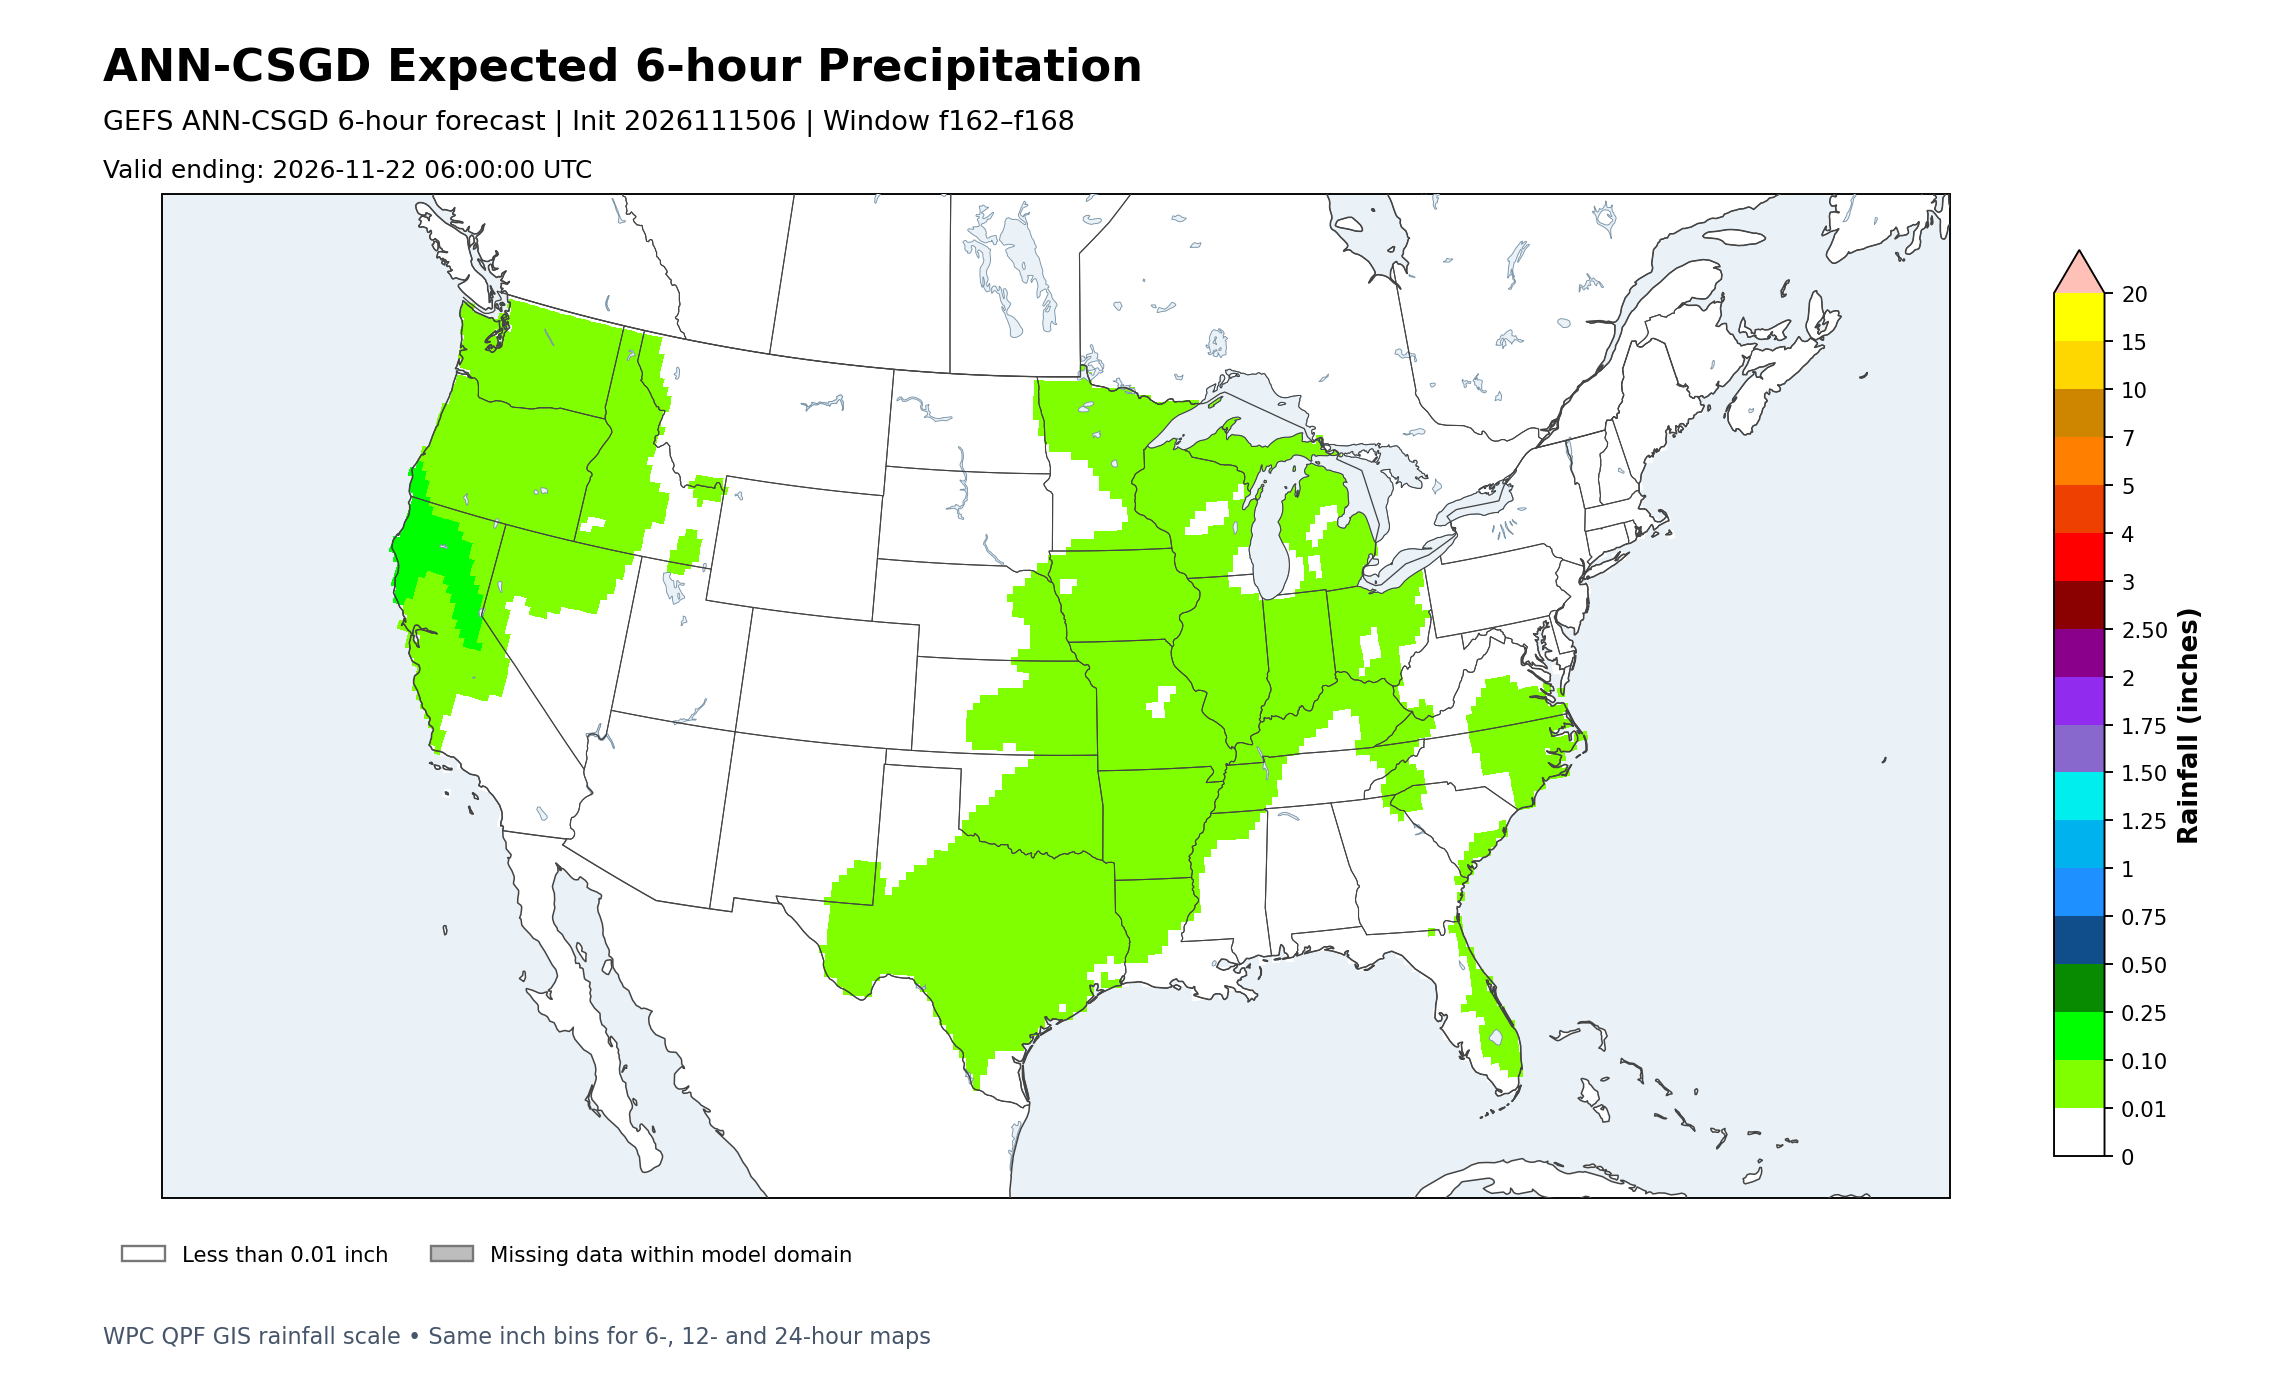 ANN-CSGD Expected 6-hour Precipitation
GEFS ANN-CSGD 6-hour forecast | Init 2026111506 | Window f162–f168
Valid ending: 2026-11-22 06:00:00 UTC
20
15
10
7
5
4
3
2.50
2
1.75
1.50
1.25
1
0.75
0.50
0.25
0.10
0.01
0
Rainfall (inches)
Less than 0.01 inch
Missing data within model domain
WPC QPF GIS rainfall scale • Same inch bins for 6-, 12- and 24-hour maps